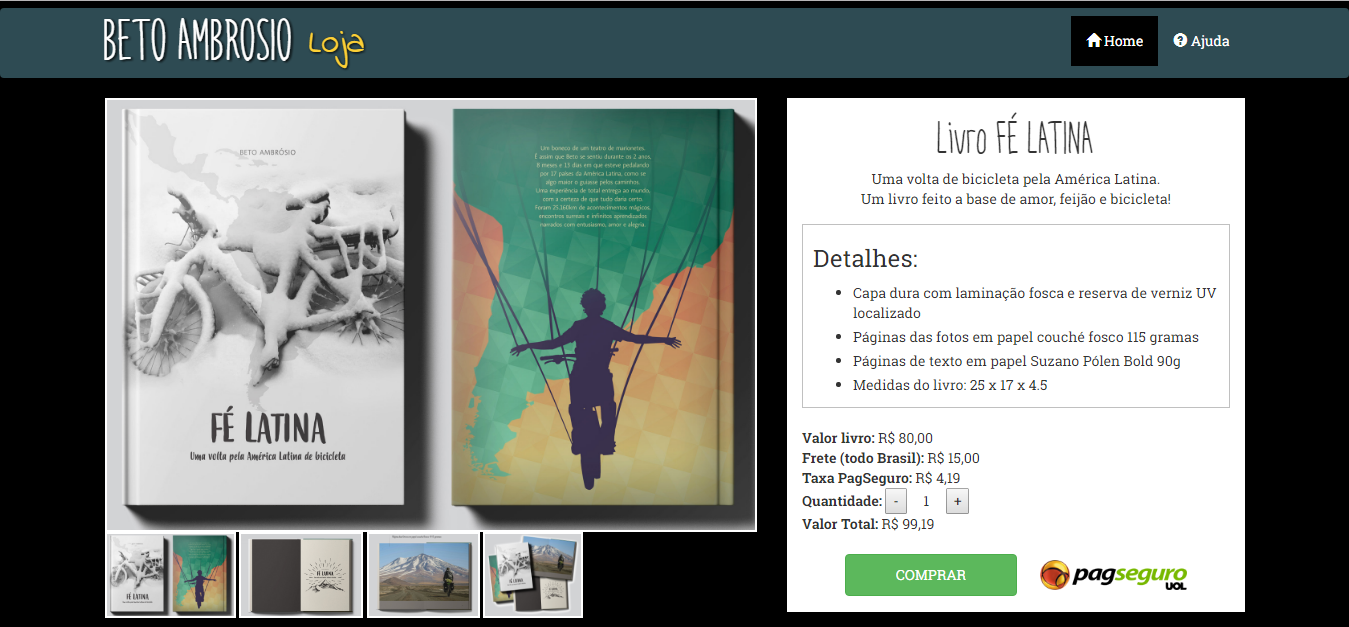 BETO AMBROSIO Loja
Home
Ajuda
BETO AMBRÓSIO
FÉ LATINA
Uma volta pela América Latina de bicicleta
Um boneco de um teatro de marionetes.
É assim que Beto se sentiu durante os 2 anos,
8 meses e 13 dias em que esteve pedalando
por 17 países da América Latina, como se
algo maior o guiasse pelos caminhos.
Uma experiência de total entrega ao mundo,
com a certeza de que tudo daria certo.
Foram 25.260km de acontecimentos mágicos,
encontros surreais e infinitos aprendizados
narrados com entusiasmo, amor e alegria.
FÉ LATINA
FÉ LATINA
FÉ LATINA
Livro FÉ LATINA
Uma volta de bicicleta pela América Latina.
Um livro feito a base de amor, feijão e bicicleta!
Detalhes:
Capa dura com laminação fosca e reserva de verniz UV
localizado
Páginas das fotos em papel couché fosco 115 gramas
Páginas de texto em papel Suzano Pólen Bold 90g
Medidas do livro: 25 x 17 x 4.5
Valor livro: R$ 80,00
Frete (todo Brasil): R$ 15,00
Taxa PagSeguro: R$ 4,19
Quantidade: - 1 +
Valor Total: R$ 99,19
COMPRAR
pagseguro
UOL